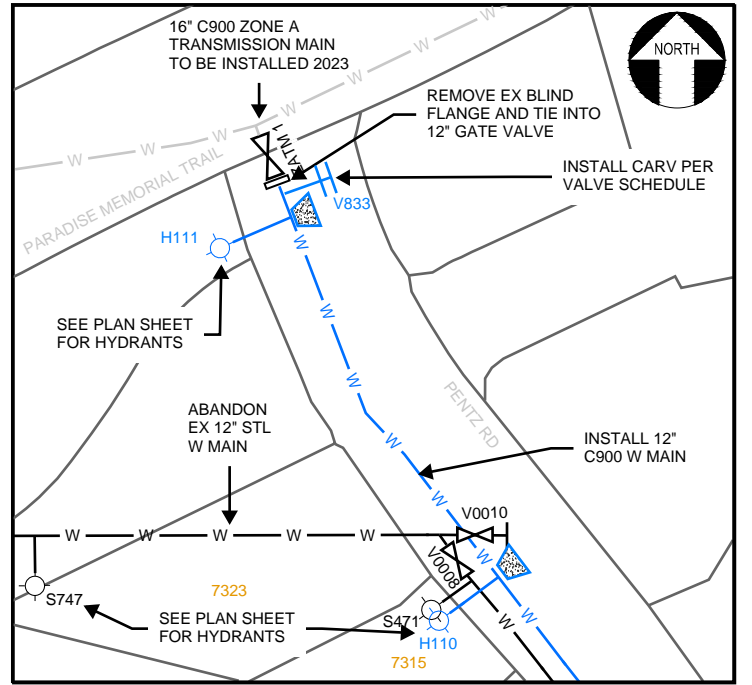 16" C900 ZONE A
TRANSMISSION MAIN
TO BE INSTALLED 2023
NORTH
REMOVE EX BLIND
FLANGE AND TIE INTO
12" GATE VALVE
INSTALL CARV PER
VALVE SCHEDULE
W
W
W
W
W
ZATM 1
PARADISE MEMORIAL TRAIL
V833
H111
W
SEE PLAN SHEET
FOR HYDRANTS
W
W
ABANDON
EX 12" STL
W MAIN
PENTZ RD
INSTALL 12"
C900 W MAIN
W
W
V0010
W
W
W
W
W
W
V0008
W
S747
7323
S471
SEE PLAN SHEET
FOR HYDRANTS
H110
W
W
7315